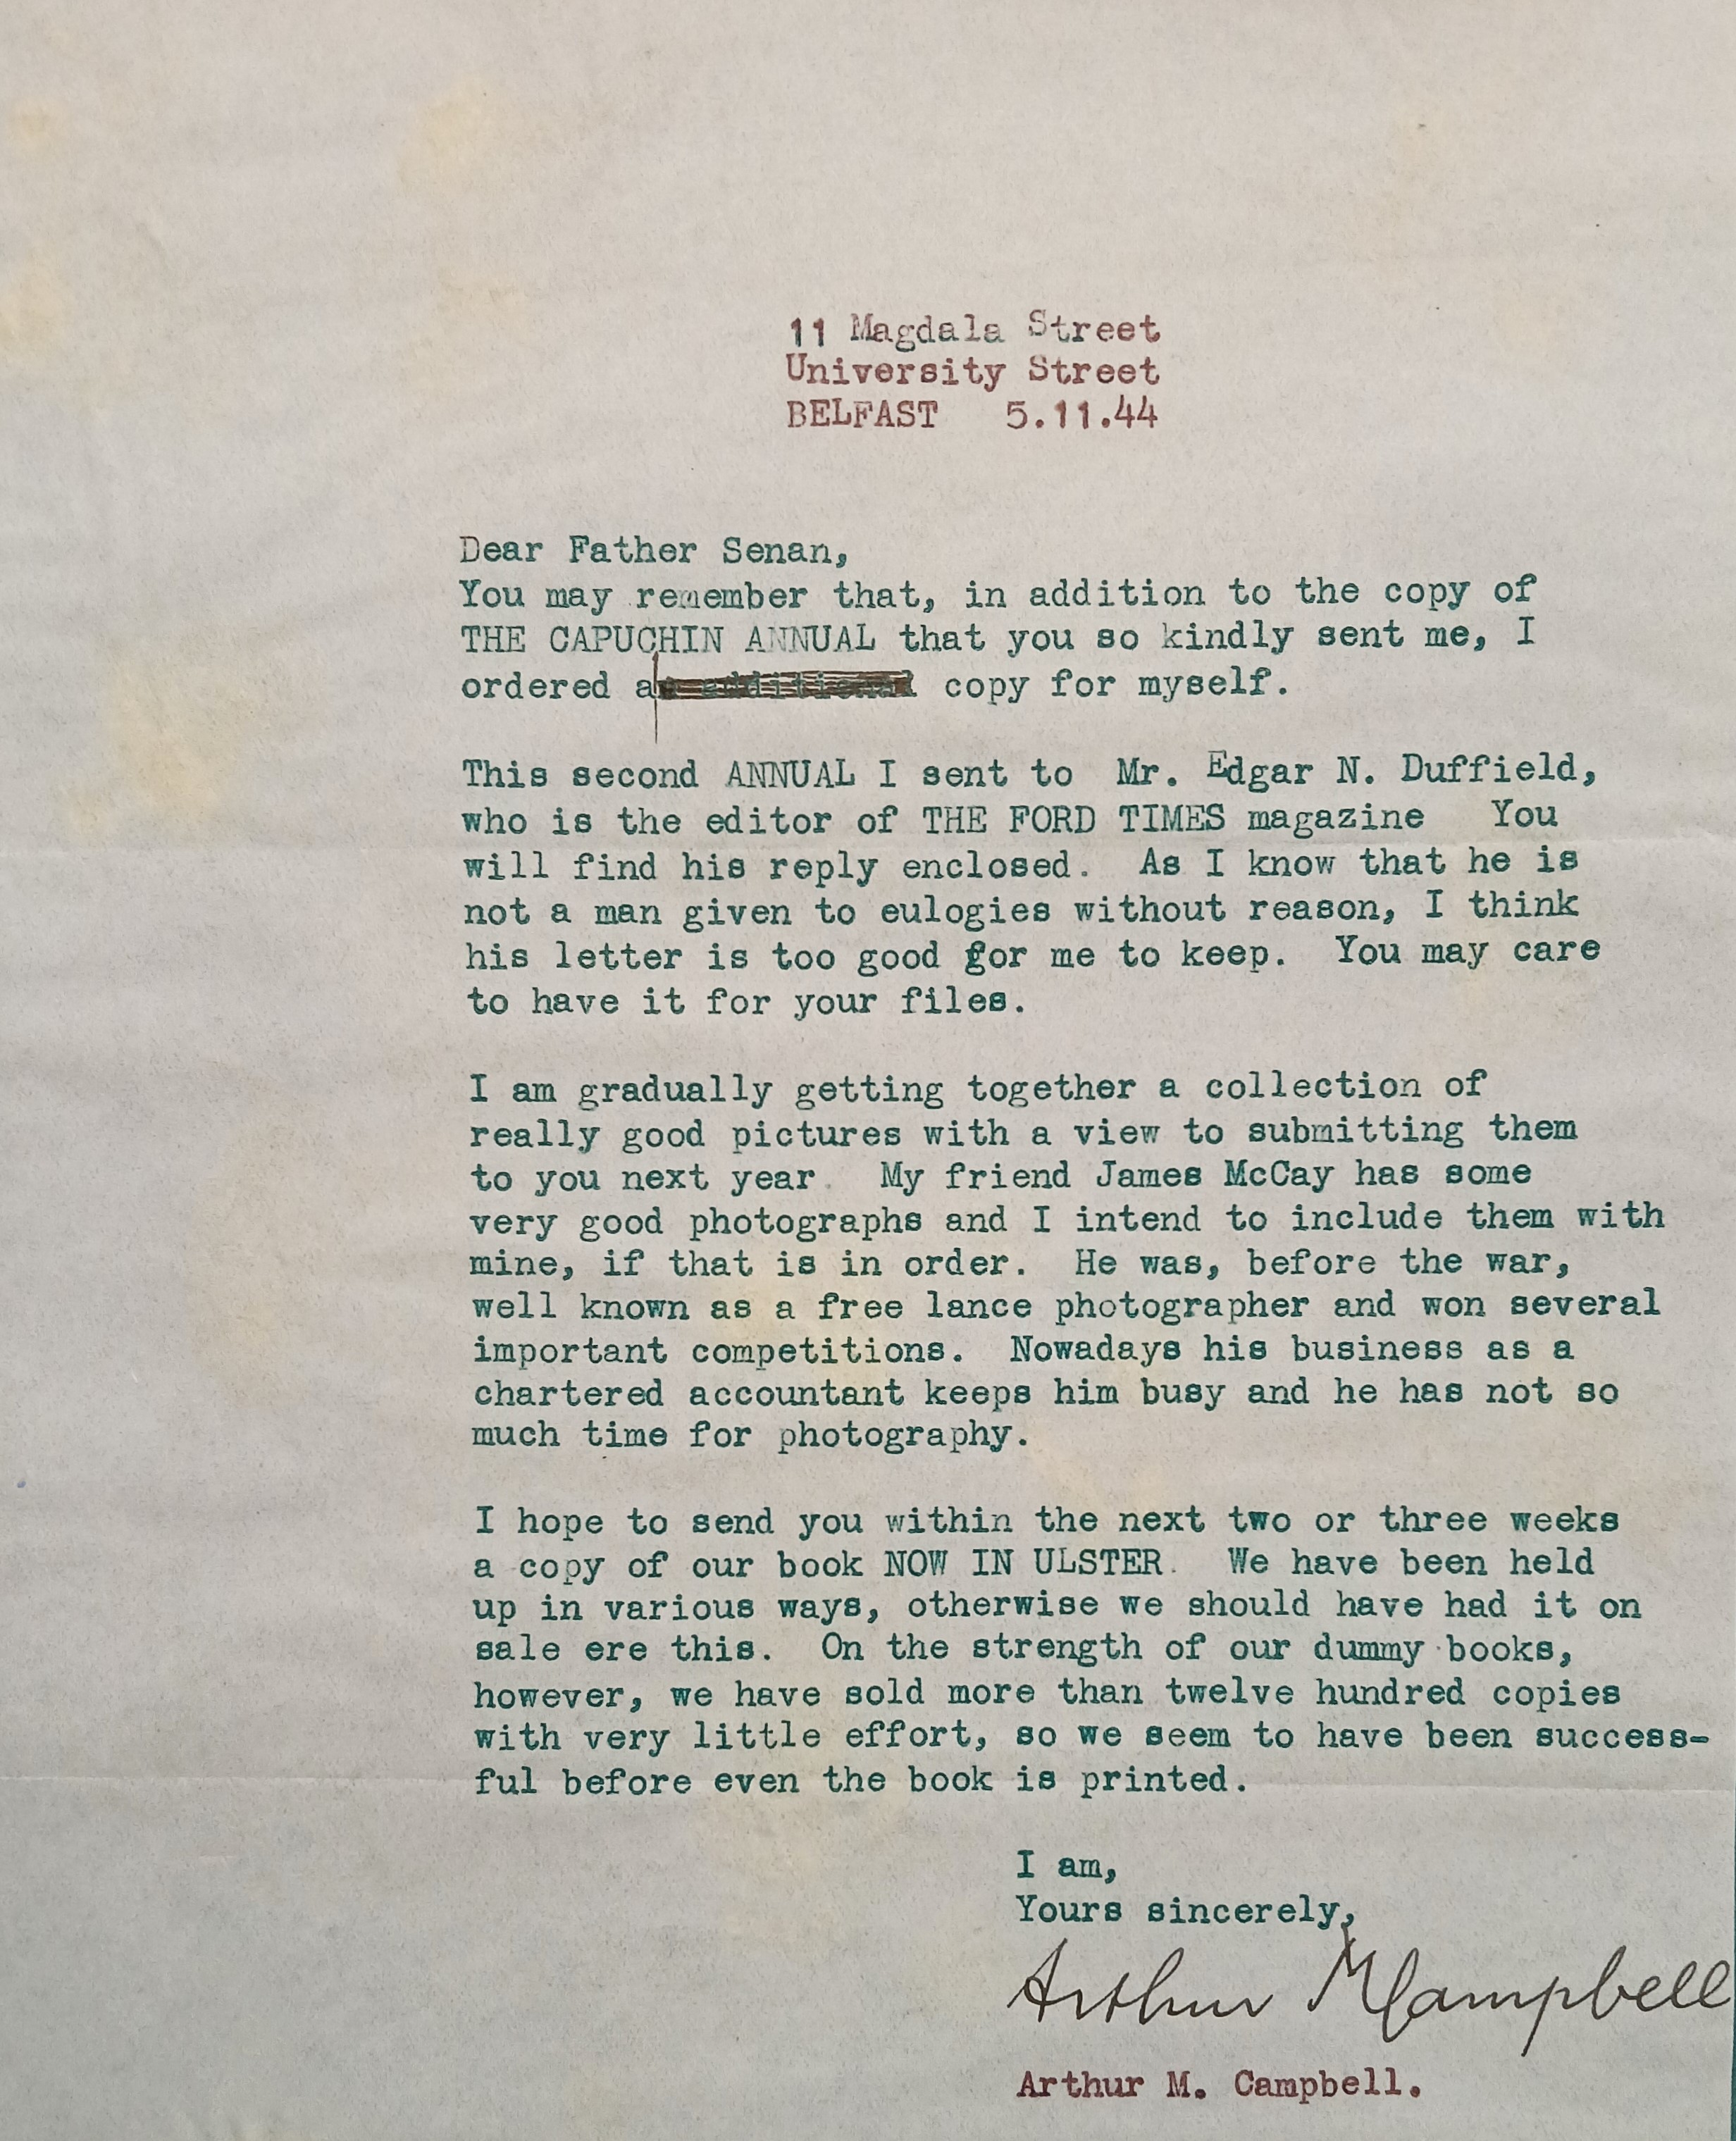 11 Magdala Street
University Street
BELFAST   5.11.44
Dear Father Senan,
You may remember that, in addition to the copy of
THE CAPUCHIN ANNUAL that you so kindly sent me, I
ordered an additional copy for myself.
This second ANNUAL I sent to  Mr. Edgar N. Duffield,
who is the editor of THE FORD TIMES magazine   You
will find his reply enclosed.  As I know that he is
not a man given to eulogies without reason, I think
his letter is too good for me to keep.  You may care
to have it for your files.
I am gradually getting together a collection of
really good pictures with a view to submitting them
to you next year.  My friend James McCay has some
very good photographs and I intend to include them with
mine, if that is in order.  He was, before the war,
well known as a free lance photographer and won several
important competitions.  Nowadays his business as a
chartered accountant keeps him busy and he has not so
much time for photography.
I hope to send you within the next two or three weeks
a copy of our book NOW IN ULSTER.  We have been held
up in various ways, otherwise we should have had it on
sale ere this.  On the strength of our dummy books,
however, we have sold more than twelve hundred copies
with very little effort, so we seem to have been success-
ful before even the book is printed.
I am,
Yours sincerely,
Arthur M Campbell
Arthur M. Campbell.